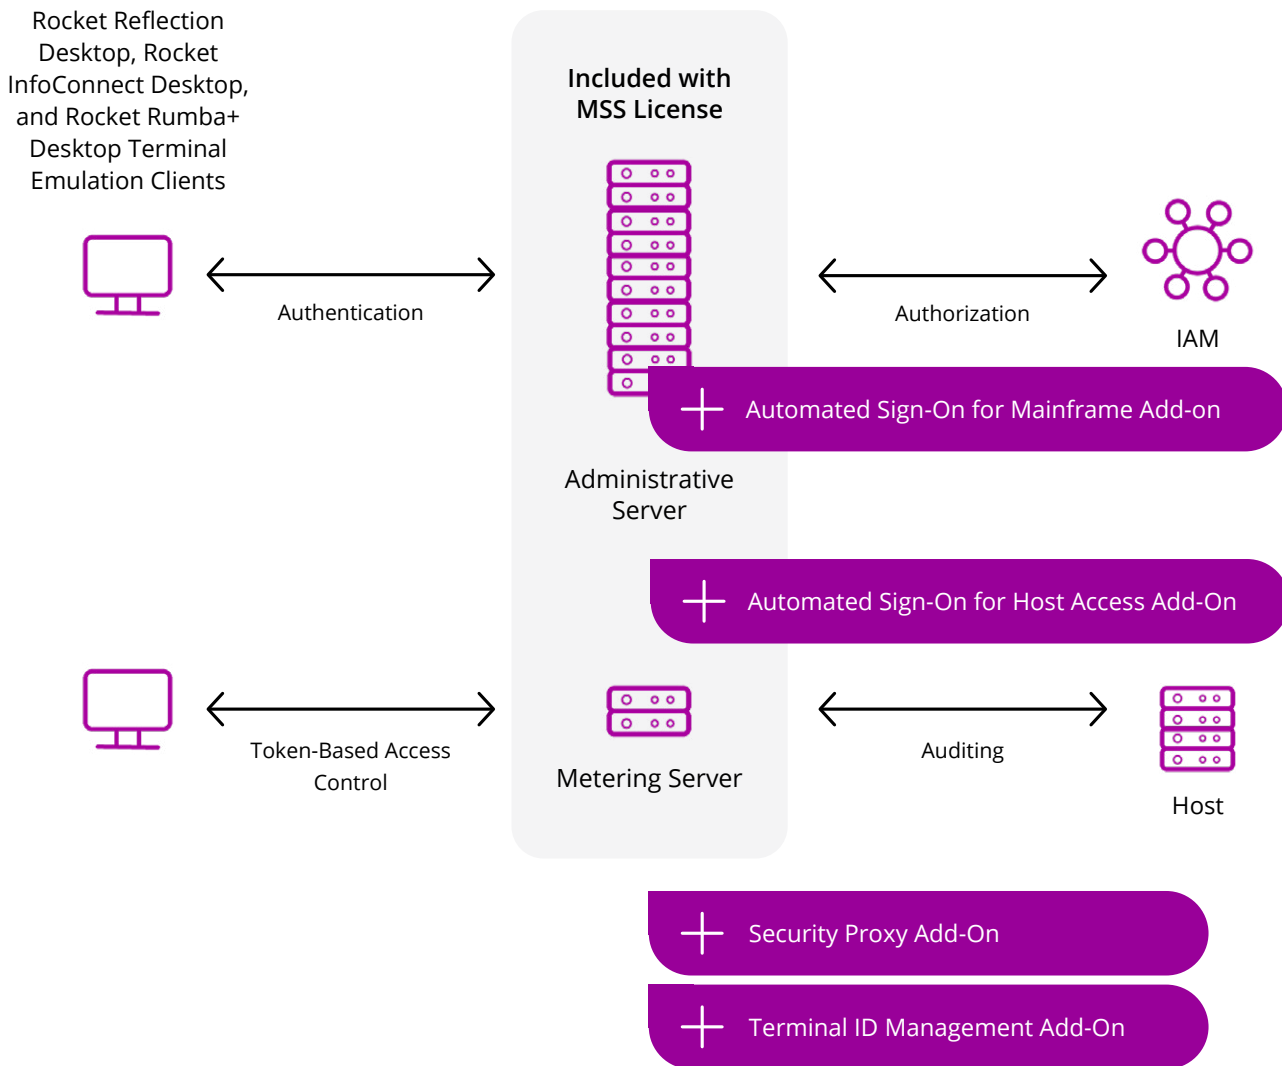 Rocket Reflection
Desktop, Rocket
InfoConnect Desktop,
and Rocket Rumba+
Desktop Terminal
Emulation Clients
Included with
MSS License
Authentication
Authorization
IAM
Automated Sign-On for Mainframe Add-on
Administrative
Server
Automated Sign-On for Host Access Add-On
Token-Based Access
Control
Metering Server
Auditing
Host
Security Proxy Add-On
Terminal ID Management Add-On